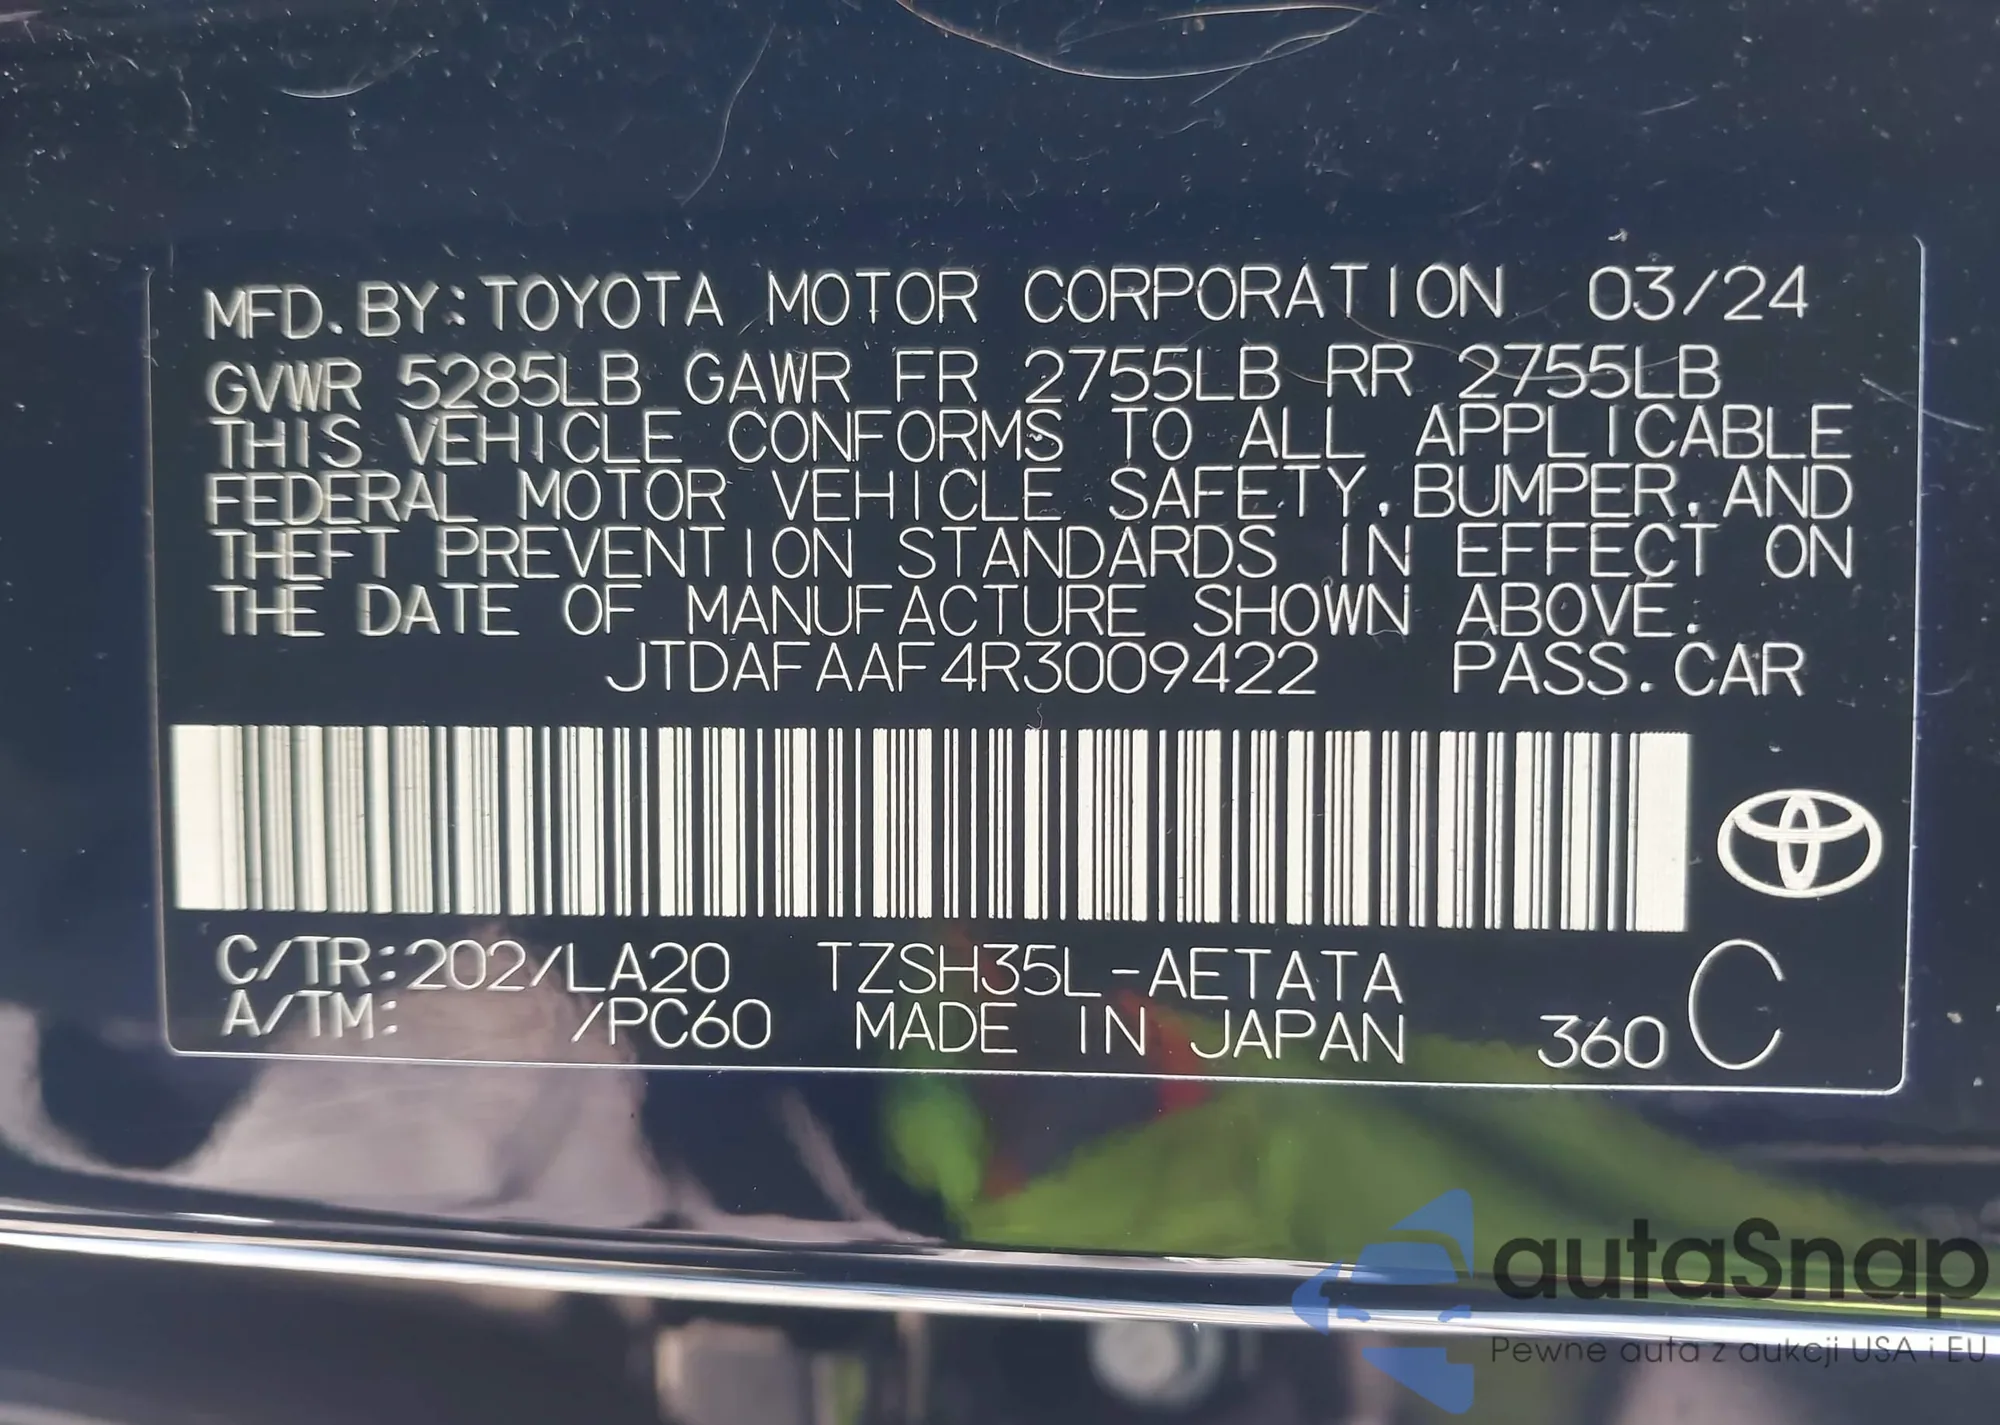 MFD. BY: TOYOTA MOTOR CORPORATION 03/24
GVWR 5285LB GAWR FR 2755LB RR 2755LB
THIS VEHICLE CONFORMS TO ALL APPLICABLE
FEDERAL MOTOR VEHICLE SAFETY, BUMPER, AND
THEFT PREVENTION STANDARDS IN EFFECT ON
THE DATE OF MANUFACTURE SHOWN ABOVE.
JTDAFAAF4R3009422 PASS. CAR
C/TR:202/LA20 TZSH35L-AETATA C
A/TM: /PC60 MADE IN JAPAN 360
autaSnap
Pewne auta z aukcji USA i EU